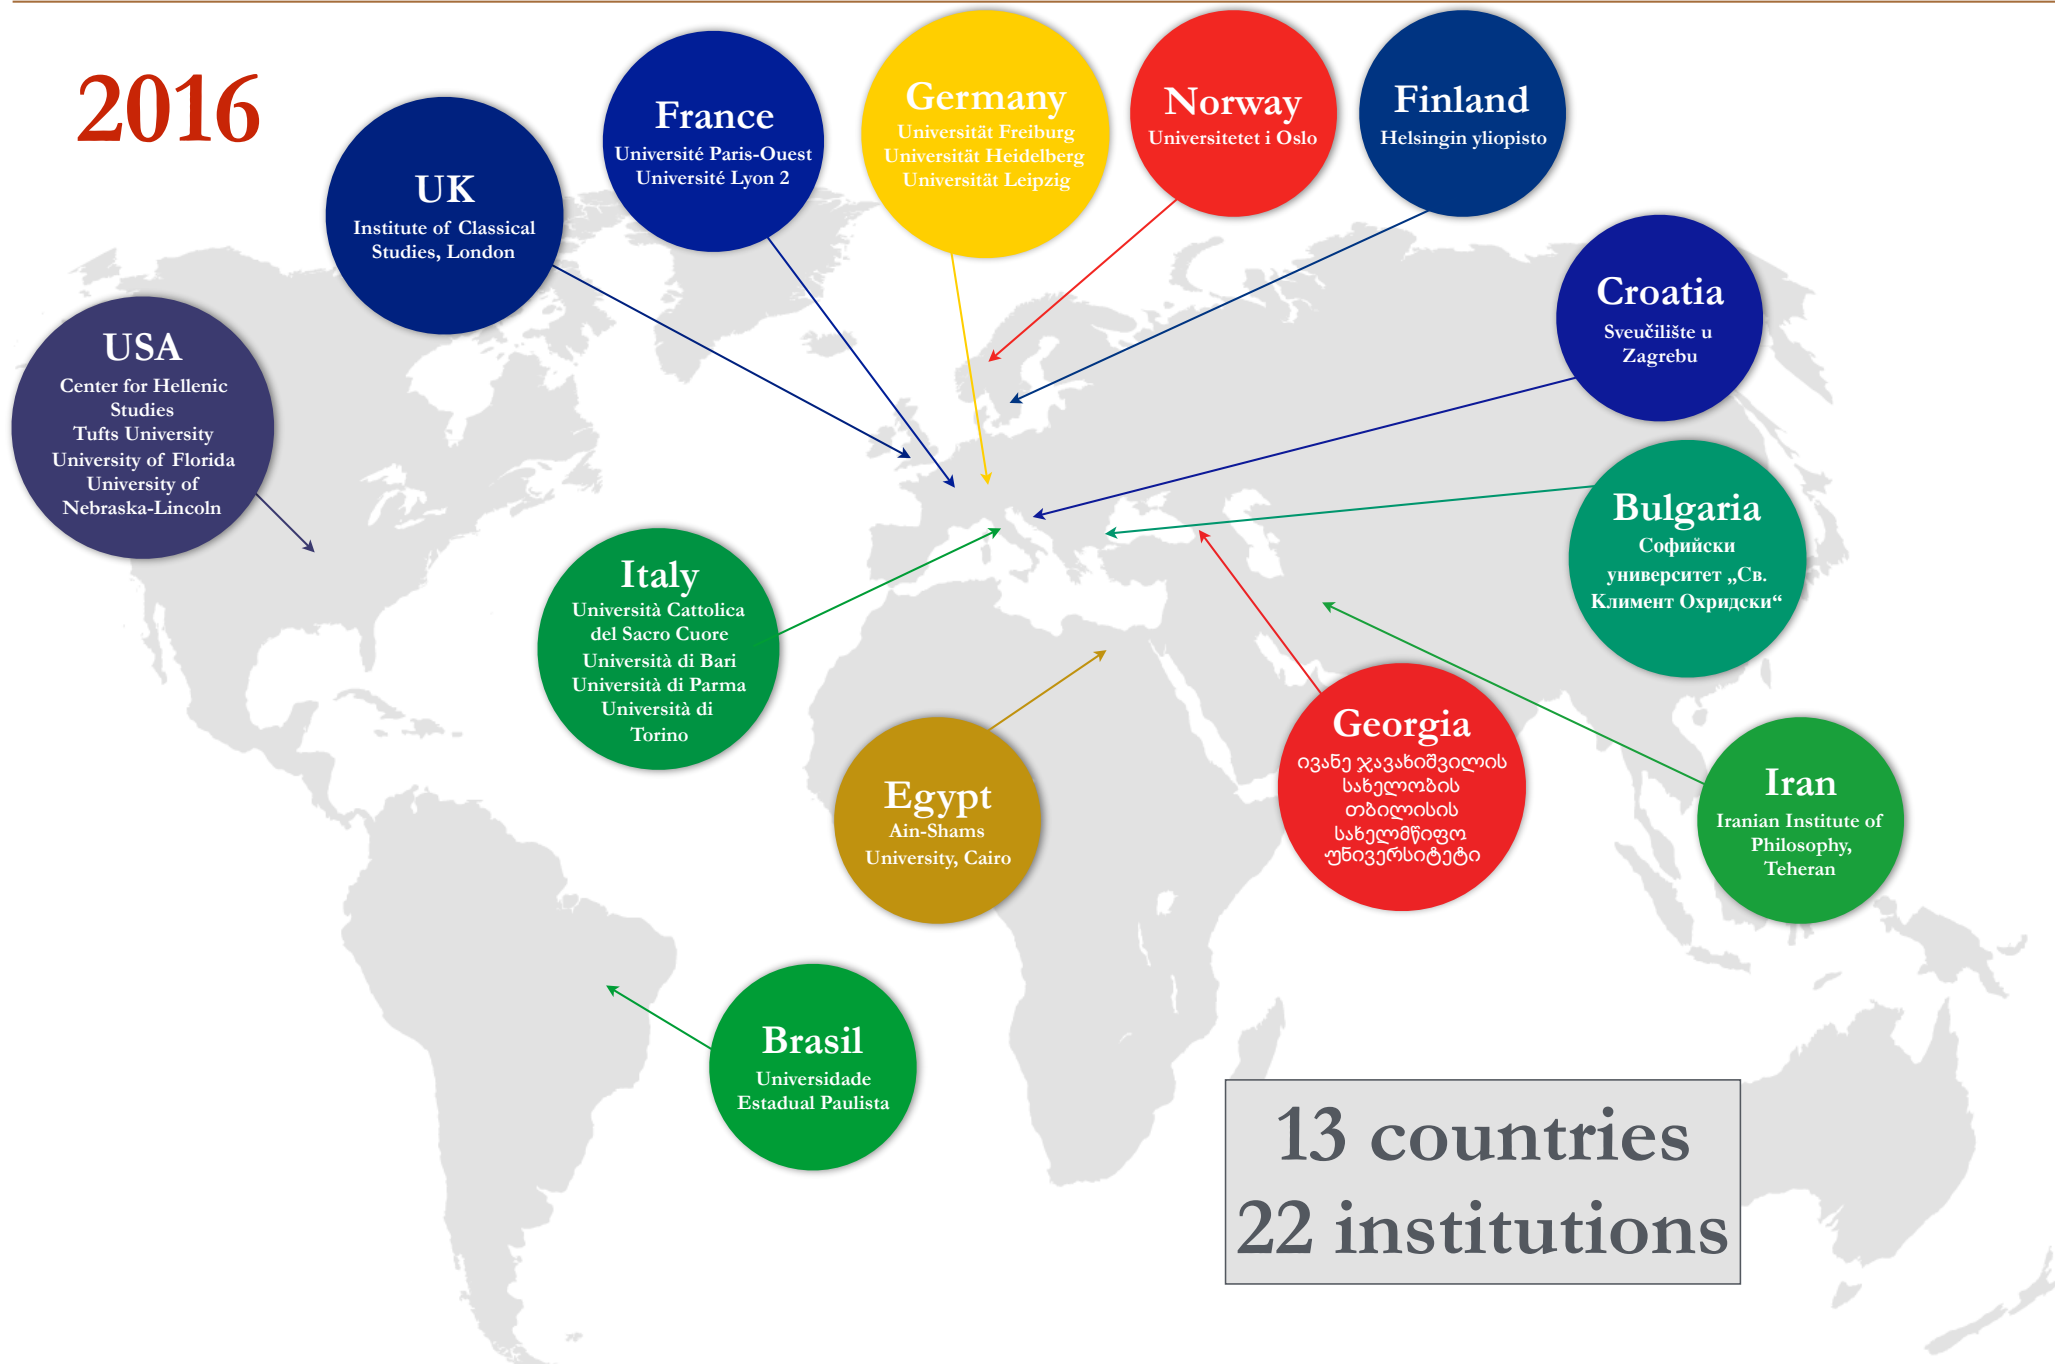 2016
UK
Institute of Classical
Studies, London
France
Université Paris-Ouest
Université Lyon 2
Germany
Universität Freiburg
Universität Heidelberg
Universität Leipzig
Norway
Universitetet i Oslo
Finland
Helsingin yliopisto
USA
Center for Hellenic
Studies
Tufts University
University of Florida
University of
Nebraska-Lincoln
Croatia
Sveučilište u
Zagrebu
Italy
Università Cattolica
del Sacro Cuore
Università di Bari
Università di Parma
Università di
Torino
Bulgaria
Софийски
университет „Св.
Климент Охридски“
Egypt
Ain-Shams
University, Cairo
Georgia
ივანე ჯავახიშვილის
სახელობის
თბილისის
სახელმწიფო
უნივერსიტეტი
Iran
Iranian Institute of
Philosophy,
Teheran
Brasil
Universidade
Estadual Paulista
13 countries
22 institutions